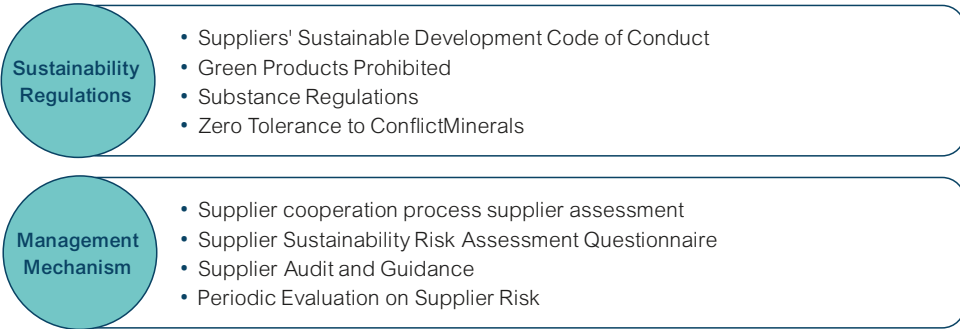 Sustainability
Regulations
• Suppliers' Sustainable Development Code of Conduct
• Green Products Prohibited
• Substance Regulations
• Zero Tolerance to ConflictMinerals
Management
Mechanism
• Supplier cooperation process supplier assessment
• Supplier Sustainability Risk Assessment Questionnaire
• Supplier Audit and Guidance
• Periodic Evaluation on Supplier Risk